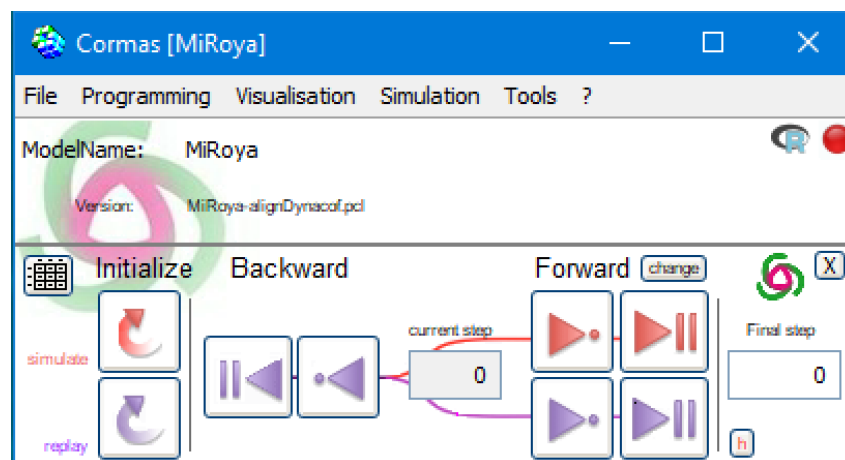 Cormas [MiRoya]
File Programming Visualisation Simulation Tools ?
ModelName: MiRoya
R
Version: MiRoya-alignDynacof.pcl
Initialize Backward Forward change X
current step Final step
simulate
0 0
replay h